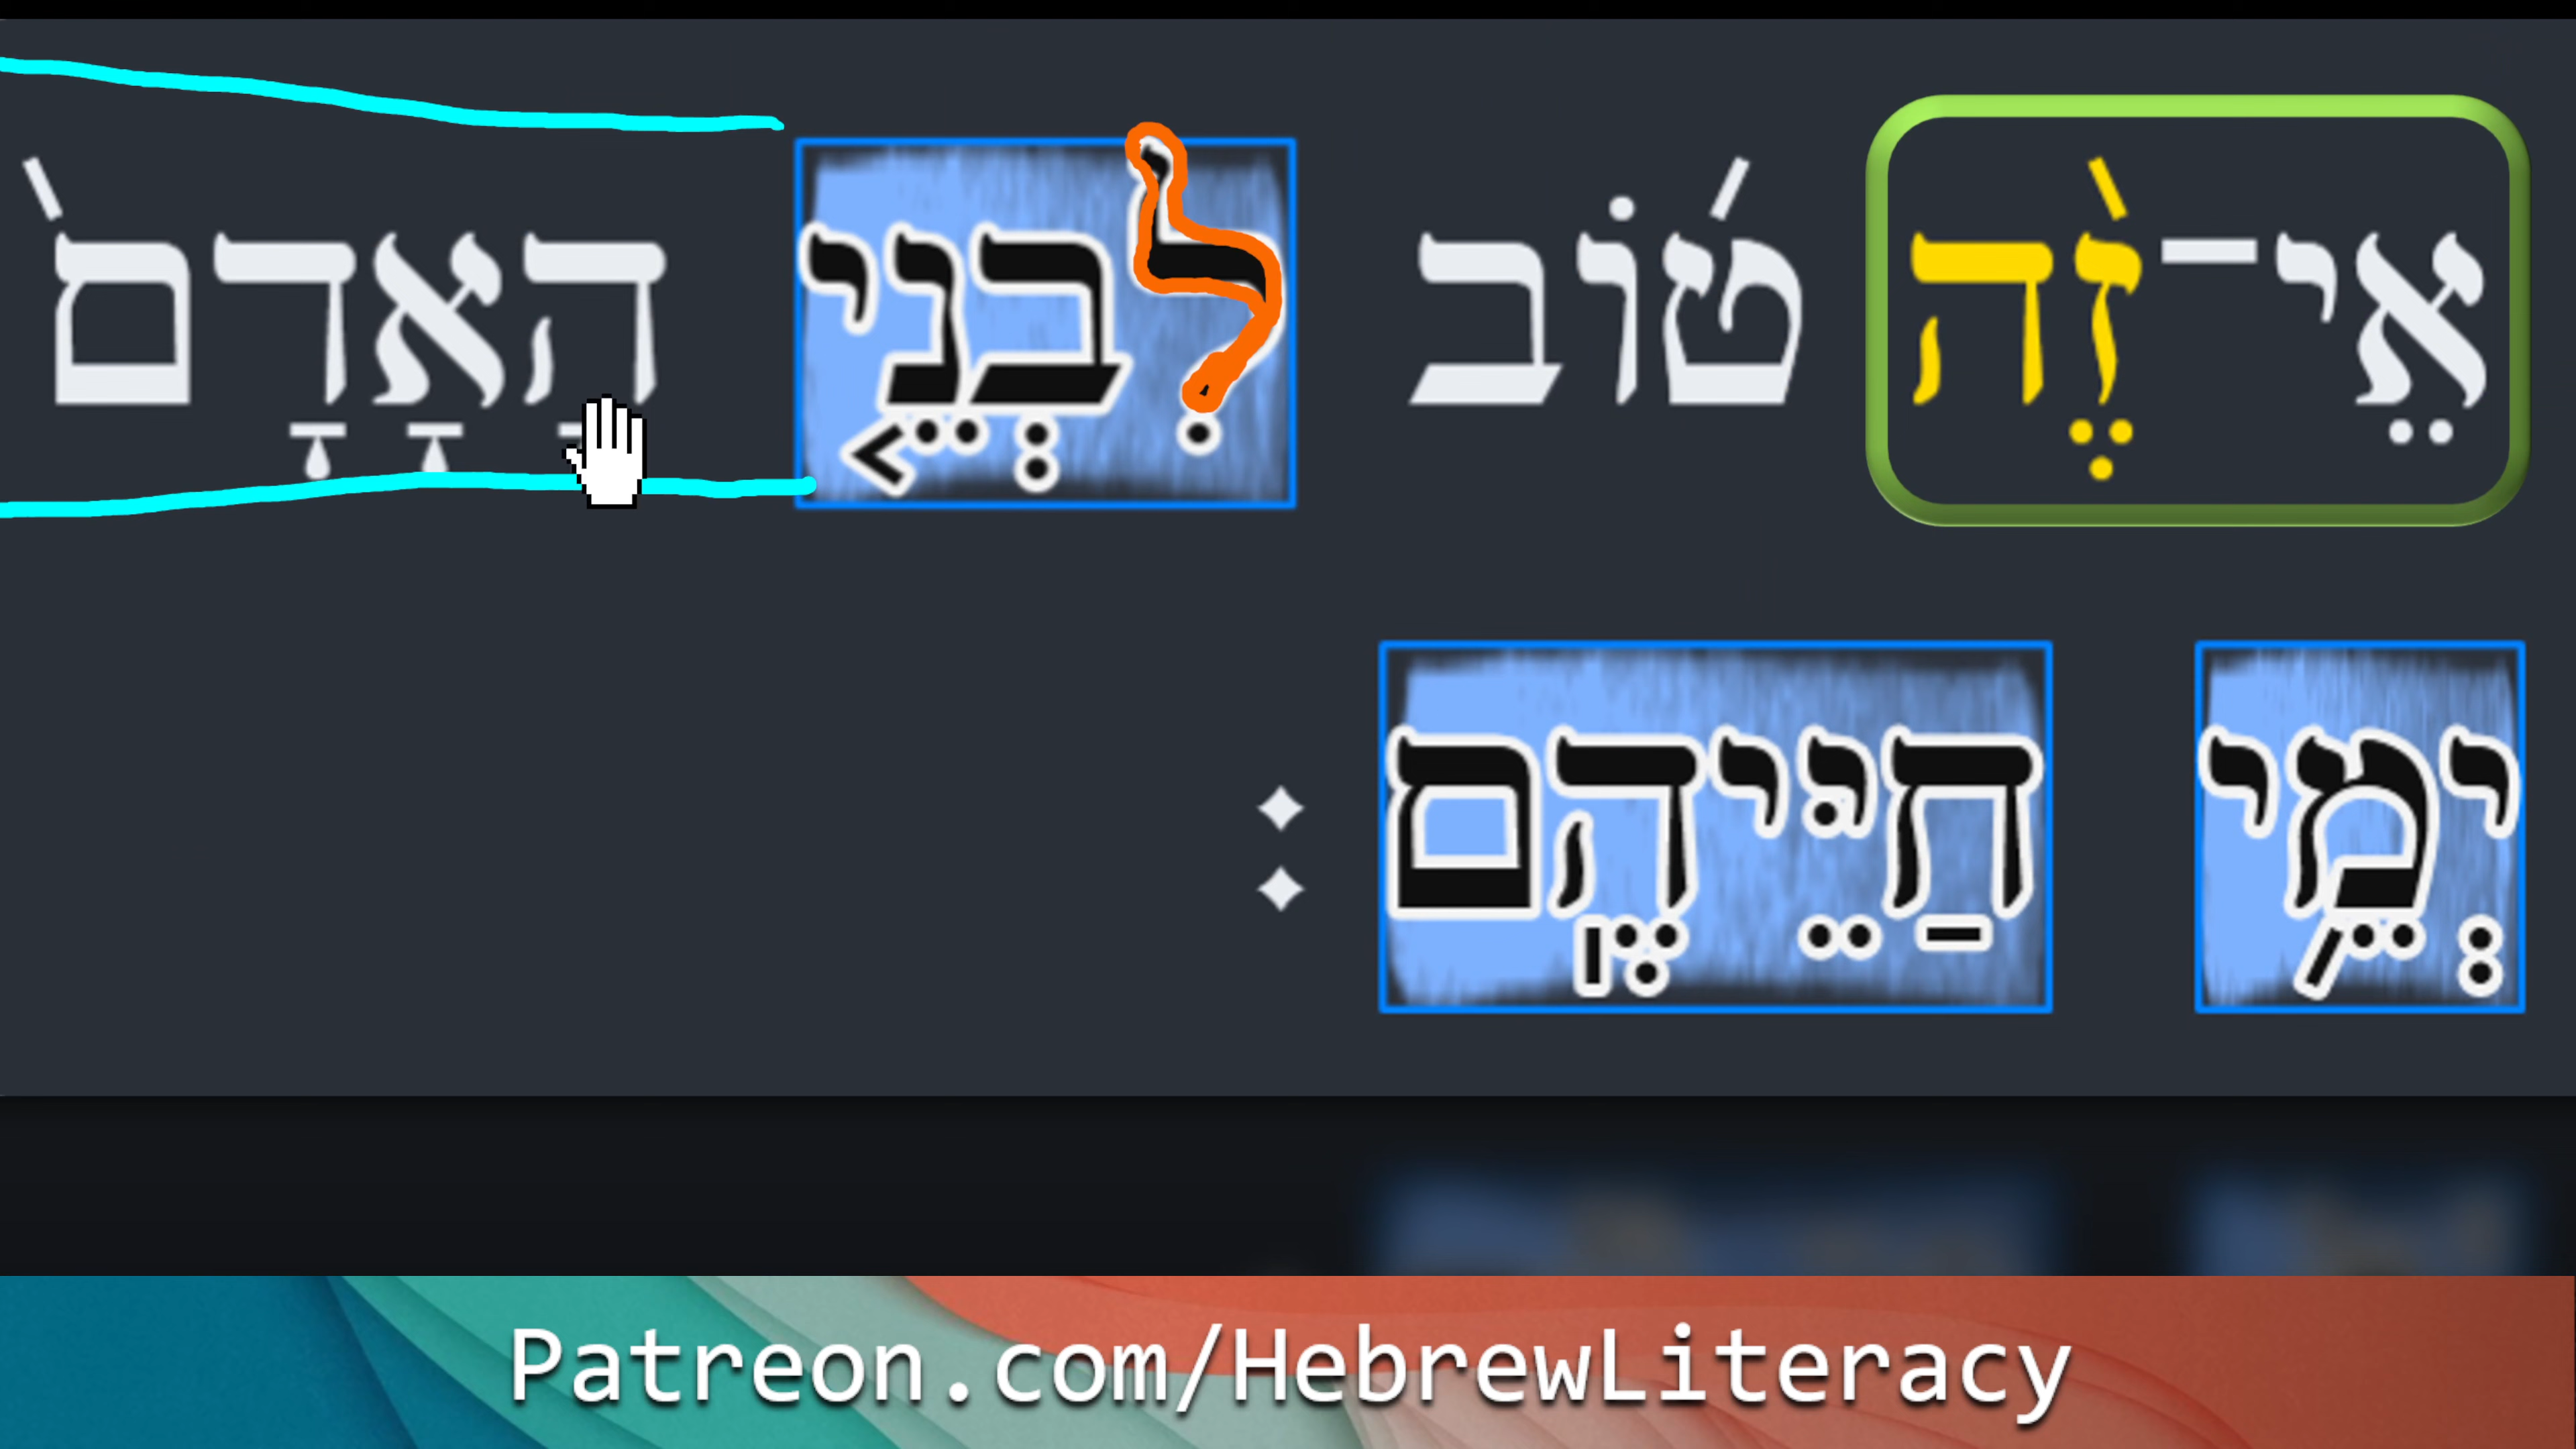 אֵי־זֶ֨ה ט֜וֹב לִבְנֵ֤י הָאָדָם֙
יְמֵ֥י חַיֵּיהֶֽם׃
Patreon.com/HebrewLiteracy